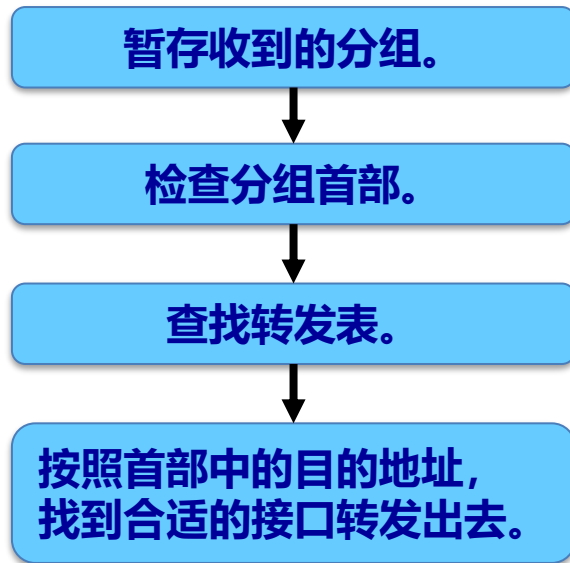 暂存收到的分组。
检查分组首部。
查找转发表。
按照首部中的目的地址，
找到合适的接口转发出去。